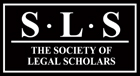 S·L·S
THE SOCIETY OF
LEGAL SCHOLARS